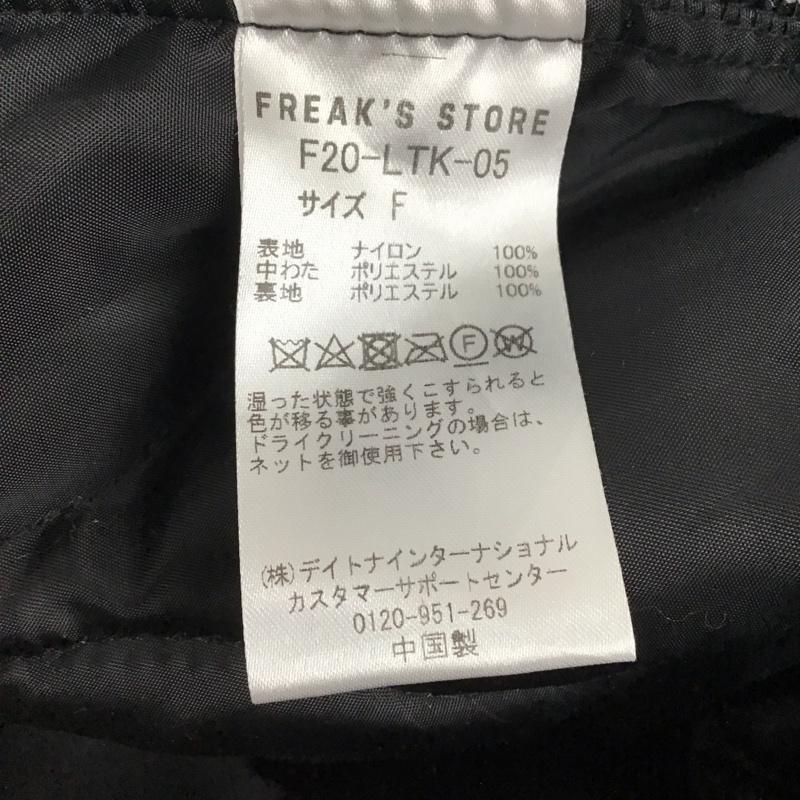 FREAK'S STORE
F20-LTK-05
サイズ F
表地 ナイロン 100%
中わた ポリエステル 100%
裏地 ポリエステル 100%
F W
湿った状態で強くこすられると
色が移る事があります。
ドライクリーニングの場合は、
ネットを御使用下さい。
(株)デイトナインターナショナル
カスタマーサポートセンター
0120-951-269
中国製